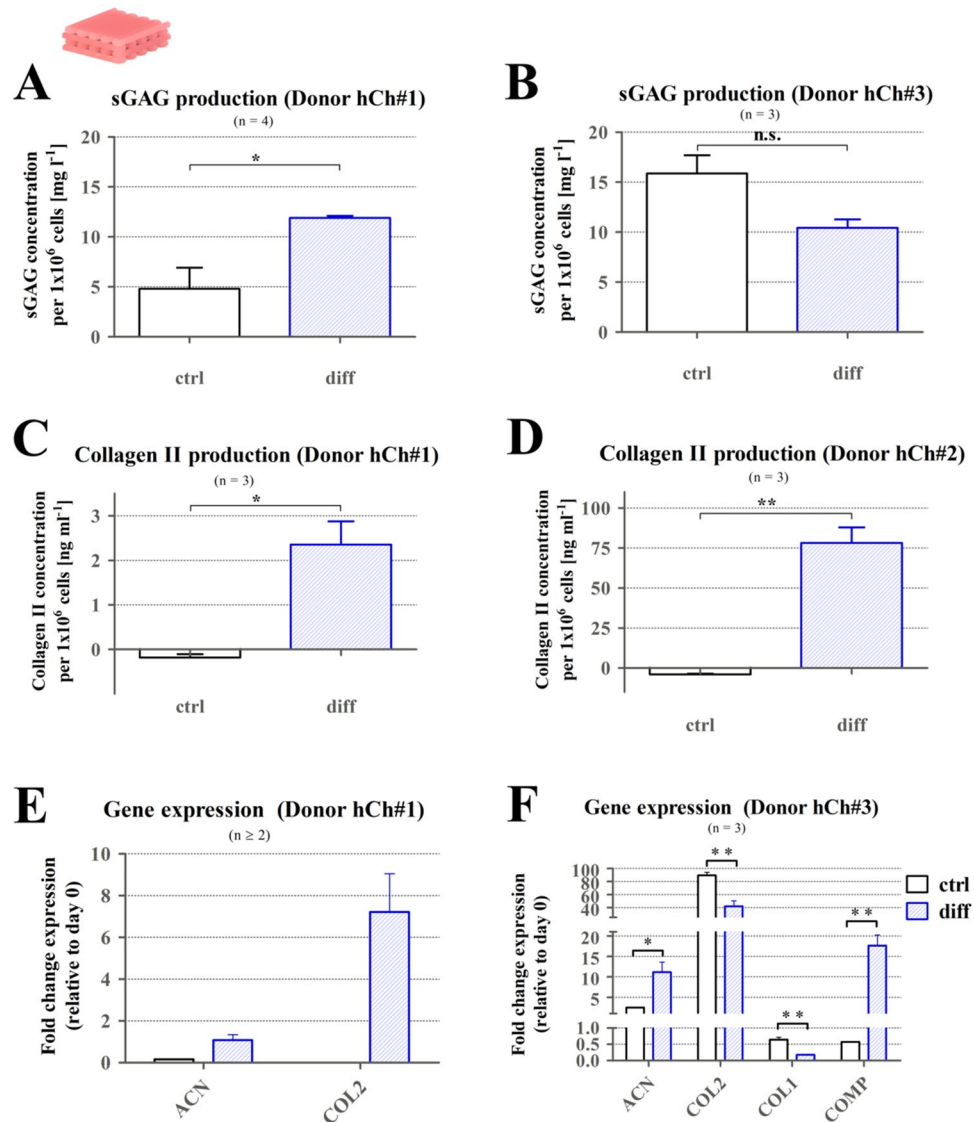 A
sGAG production (Donor hCh#1)
(n = 4)
sGAG concentration
per 1x10⁶ cells [mg l⁻¹]
20
15
10
5
0
*
ctrl
diff
B
sGAG production (Donor hCh#3)
(n = 3)
sGAG concentration
per 1x10⁶ cells [mg l⁻¹]
20
15
10
5
0
n.s.
ctrl
diff
C
Collagen II production (Donor hCh#1)
(n = 3)
Collagen II concentration
per 1x10⁶ cells [ng ml⁻¹]
3
2
1
0
*
ctrl
diff
D
Collagen II production (Donor hCh#2)
(n = 3)
Collagen II concentration
per 1x10⁶ cells [ng ml⁻¹]
100
75
50
25
0
**
ctrl
diff
E
Gene expression (Donor hCh#1)
(n ≥ 2)
Fold change expression
(relative to day 0)
10
8
6
4
2
0
ACN
COL2
F
Gene expression (Donor hCh#3)
(n = 3)
Fold change expression
(relative to day 0)
100
80
60
40
20
15
10
5
1.0
0.5
0.0
*
* *
* *
* *
ACN
COL2
COL1
COMP
ctrl
diff